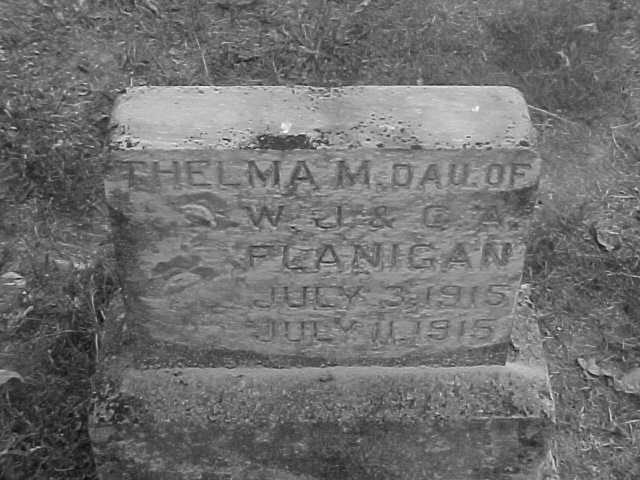 THELMA M. DAU. OF
W. J. & C. A.
FLANIGAN
JULY 3, 1915
JULY 11, 1915